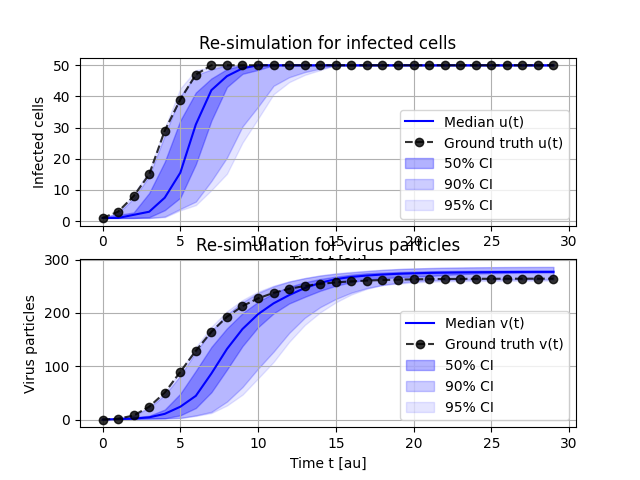 Re-simulation for infected cells
Infected cells
50
40
30
20
10
0
0
5
10
15
20
25
30
Median u(t)
Ground truth u(t)
50% CI
90% CI
95% CI
Time t [au]
Re-simulation for virus particles
Virus particles
300
200
100
0
Median v(t)
Ground truth v(t)
50% CI
90% CI
95% CI
0
5
10
15
20
25
30
Time t [au]